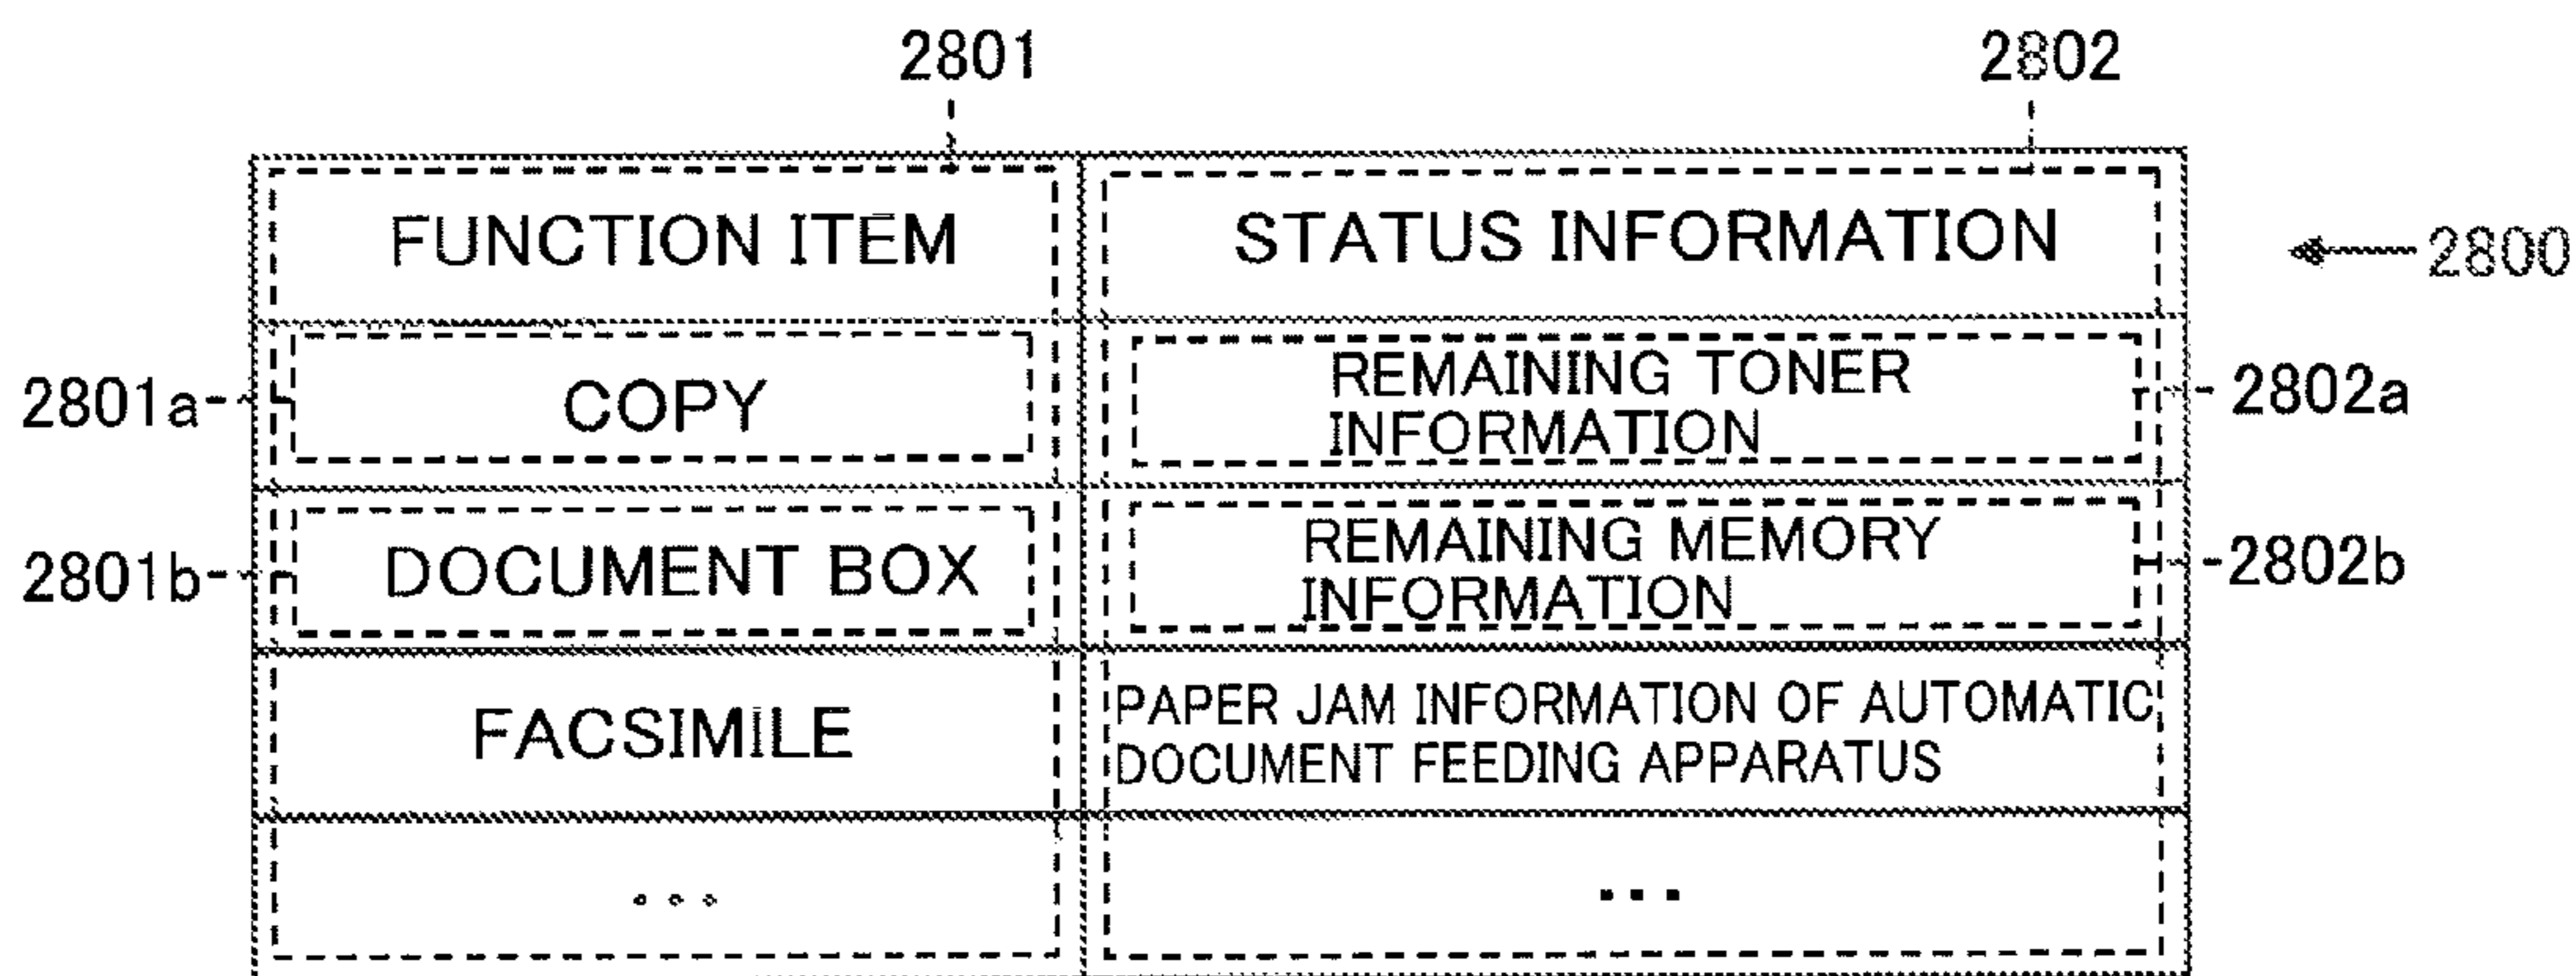 2801
2802
FUNCTION ITEM
STATUS INFORMATION
2800
2801a
COPY
REMAINING TONER
INFORMATION
2802a
2801b
DOCUMENT BOX
REMAINING MEMORY
INFORMATION
2802b
FACSIMILE
PAPER JAM INFORMATION OF AUTOMATIC
DOCUMENT FEEDING APPARATUS
...
...